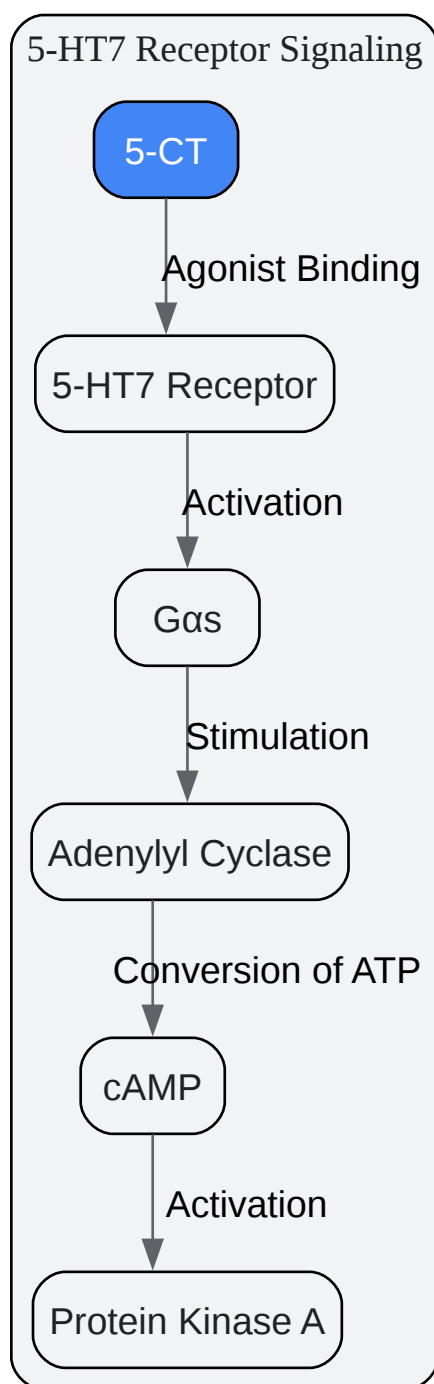 5-HT7 Receptor Signaling
5-CT
Agonist Binding
5-HT7 Receptor
Activation
Gαs
Stimulation
Adenylyl Cyclase
Conversion of ATP
cAMP
Activation
Protein Kinase A